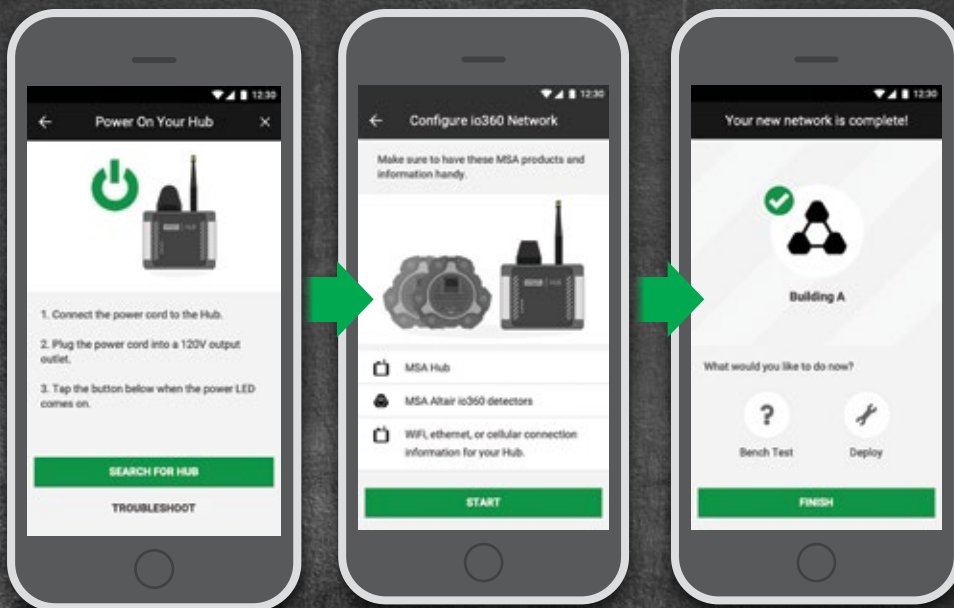 12:30
Power On Your Hub
1. Connect the power cord to the Hub.
2. Plug the power cord into a 120V output
outlet.
3. Tap the button below when the power LED
comes on.
SEARCH FOR HUB
TROUBLESHOOT
12:30
Configure io360 Network
Make sure to have these MSA products and
information handy.
MSA Hub
MSA Altair io360 detectors
WiFi, ethernet, or cellular connection
information for your Hub.
START
12:30
Your new network is complete!
Building A
What would you like to do now?
?
Bench Test
Deploy
FINISH